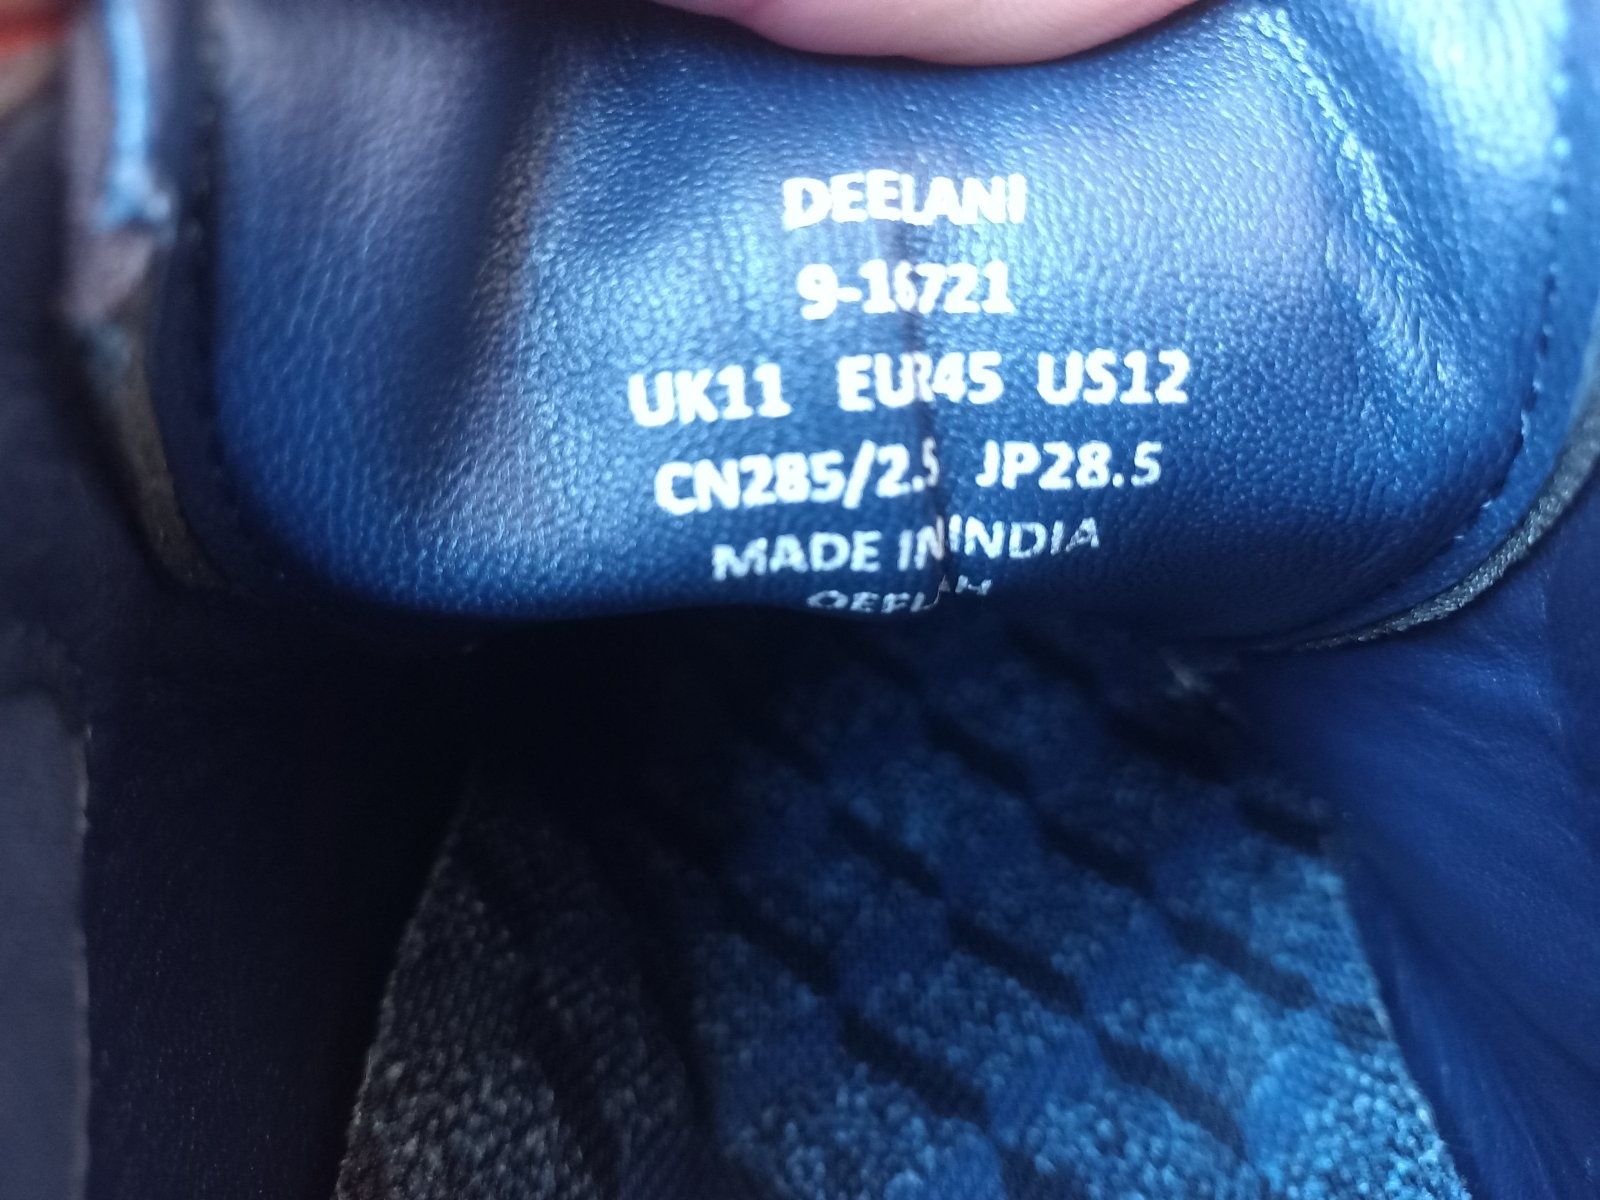 DEELANI
9-16721
UK11 EUR45 US12
CN285/2.5 JP28.5
MADE IN INDIA